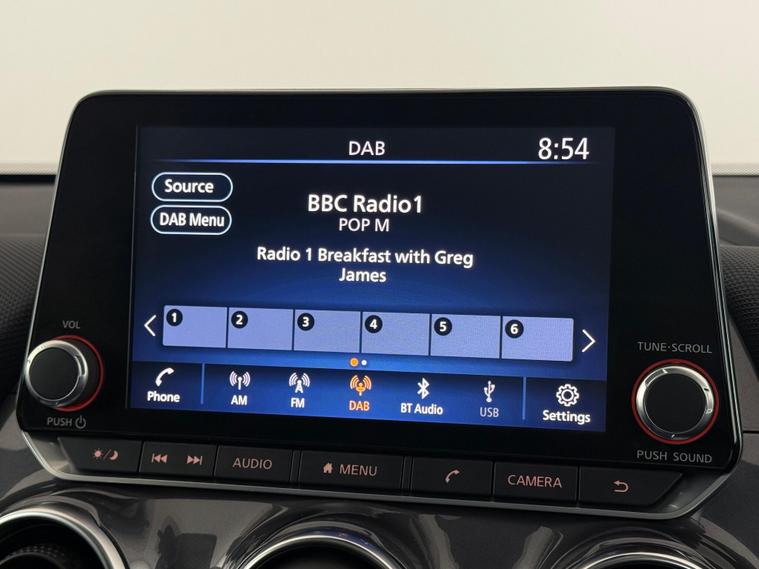 DAB
8:54
Source
DAB Menu
BBC Radio1
POP M
Radio 1 Breakfast with Greg
James
1 2 3 4 5 6
VOL
TUNE·SCROLL
Phone
AM
FM
DAB
BT Audio
USB
Settings
PUSH
PUSH SOUND
AUDIO
MENU
CAMERA